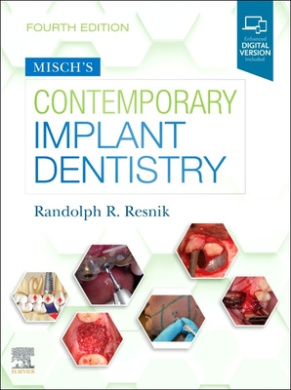 FOURTH EDITION
Enhanced
DIGITAL
VERSION
Included
MISCH'S
CONTEMPORARY
IMPLANT
DENTISTRY
Randolph R. Resnik
ELSEVIER